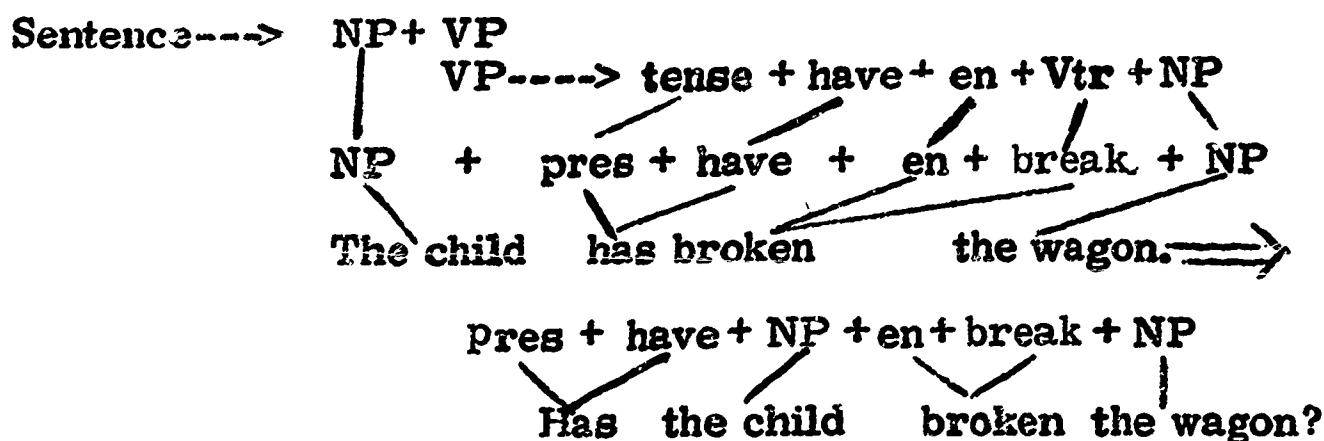 Sentence---> NP+ VP
VP----> tense + have + en + Vtr + NP
NP + pres + have + en + break + NP
The child has broken the wagon. ==>
pres + have + NP + en + break + NP
Has the child broken the wagon?